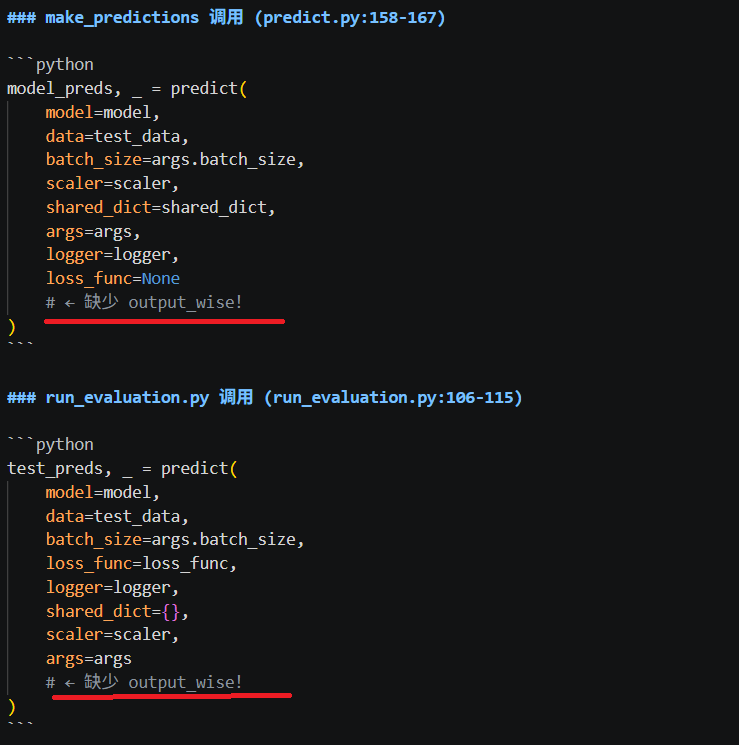 ### make_predictions 调用 (predict.py:158-167)
```python
model_preds, _ = predict(
    model=model,
    data=test_data,
    batch_size=args.batch_size,
    scaler=scaler,
    shared_dict=shared_dict,
    args=args,
    logger=logger,
    loss_func=None
    # ← 缺少 output_wise!
)
```
### run_evaluation.py 调用 (run_evaluation.py:106-115)
```python
test_preds, _ = predict(
    model=model,
    data=test_data,
    batch_size=args.batch_size,
    loss_func=loss_func,
    logger=logger,
    shared_dict={},
    scaler=scaler,
    args=args
    # ← 缺少 output_wise!
)
```